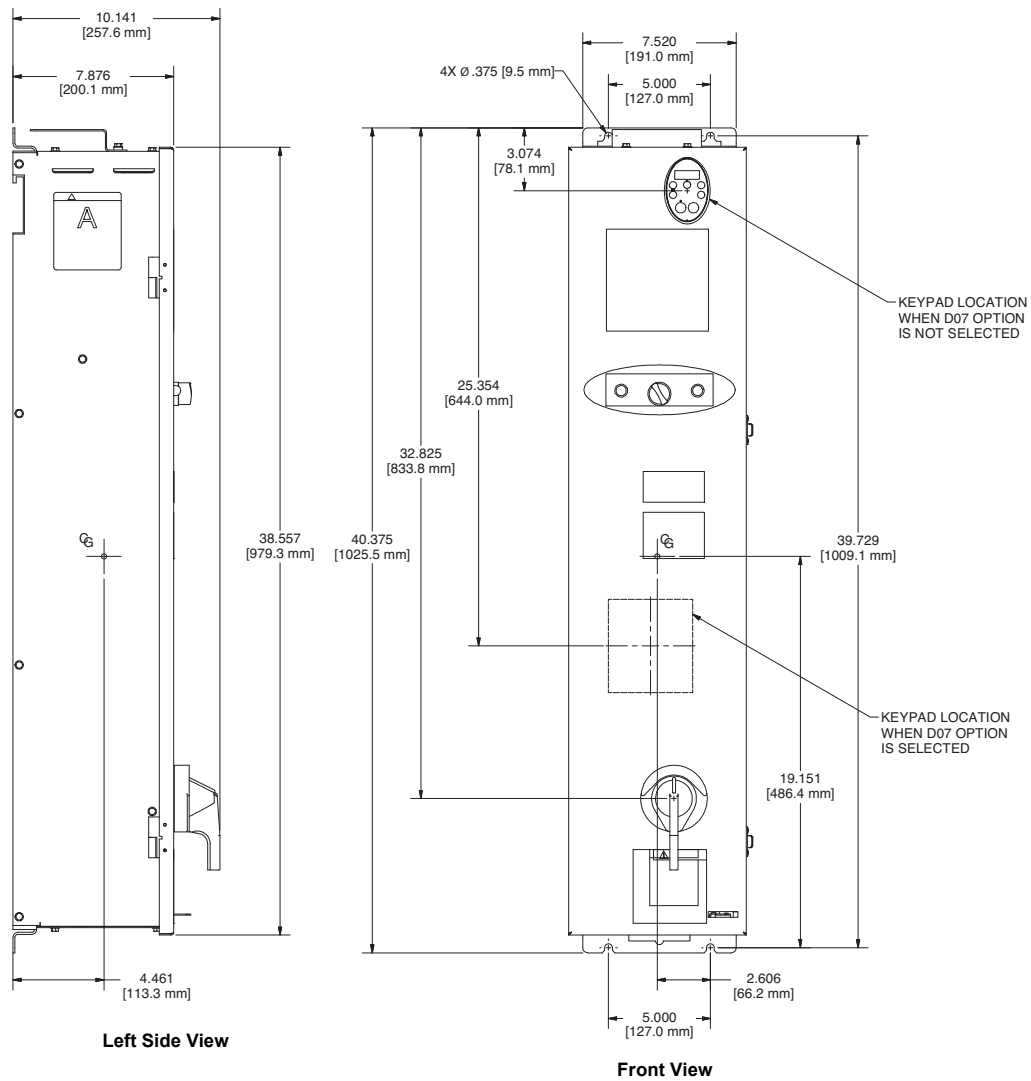 10.141
[257.6 mm]
7.876
[200.1 mm]
7.520
[191.0 mm]
4X Ø .375 [9.5 mm]
5.000
[127.0 mm]
3.074
[78.1 mm]
A
KEYPAD LOCATION
WHEN D07 OPTION
IS NOT SELECTED
25.354
[644.0 mm]
32.825
[833.8 mm]
CG
38.557
[979.3 mm]
40.375
[1025.5 mm]
CG
39.729
[1009.1 mm]
KEYPAD LOCATION
WHEN D07 OPTION
IS SELECTED
19.151
[486.4 mm]
4.461
[113.3 mm]
2.606
[66.2 mm]
5.000
[127.0 mm]
Left Side View
Front View